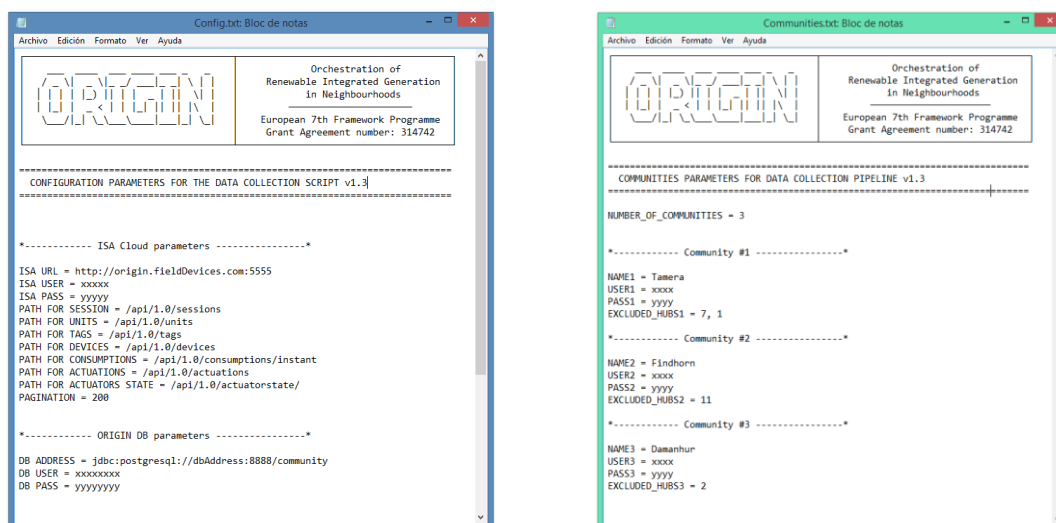 Config.txt: Bloc de notas
Archivo Edición Formato Ver Ayuda
ORIGIN
Orchestration of
Renewable Integrated Generation
in Neighbourhoods
European 7th Framework Programme
Grant Agreement number: 314742
CONFIGURATION PARAMETERS FOR THE DATA COLLECTION SCRIPT v1.3
*------------ ISA Cloud parameters ----------------*
ISA URL = http://origin.fieldDevices.com:5555
ISA USER = xxxxx
ISA PASS = yyyyy
PATH FOR SESSION = /api/1.0/sessions
PATH FOR UNITS = /api/1.0/units
PATH FOR TAGS = /api/1.0/tags
PATH FOR DEVICES = /api/1.0/devices
PATH FOR CONSUMPTIONS = /api/1.0/consumptions/instant
PATH FOR ACTUATIONS = /api/1.0/actuations
PATH FOR ACTUATORS STATE = /api/1.0/actuatorstate/
PAGINATION = 200
*------------ ORIGIN DB parameters ----------------*
DB ADDRESS = jdbc:postgresql://dbAddress:8888/community
DB USER = xxxxxxxx
DB PASS = yyyyyyyy
Communities.txt: Bloc de notas
Archivo Edición Formato Ver Ayuda
ORIGIN
Orchestration of
Renewable Integrated Generation
in Neighbourhoods
European 7th Framework Programme
Grant Agreement number: 314742
COMMUNITIES PARAMETERS FOR DATA COLLECTION PIPELINE v1.3
NUMBER_OF_COMMUNITIES = 3
*------------ Community #1 ----------------*
NAME1 = Tamera
USER1 = xxxx
PASS1 = yyyy
EXCLUDED_HUBS1 = 7, 1
*------------ Community #2 ----------------*
NAME2 = Findhorn
USER2 = xxxx
PASS2 = yyyy
EXCLUDED_HUBS2 = 11
*------------ Community #3 ----------------*
NAME3 = Damanhur
USER3 = xxxx
PASS3 = yyyy
EXCLUDED_HUBS3 = 2